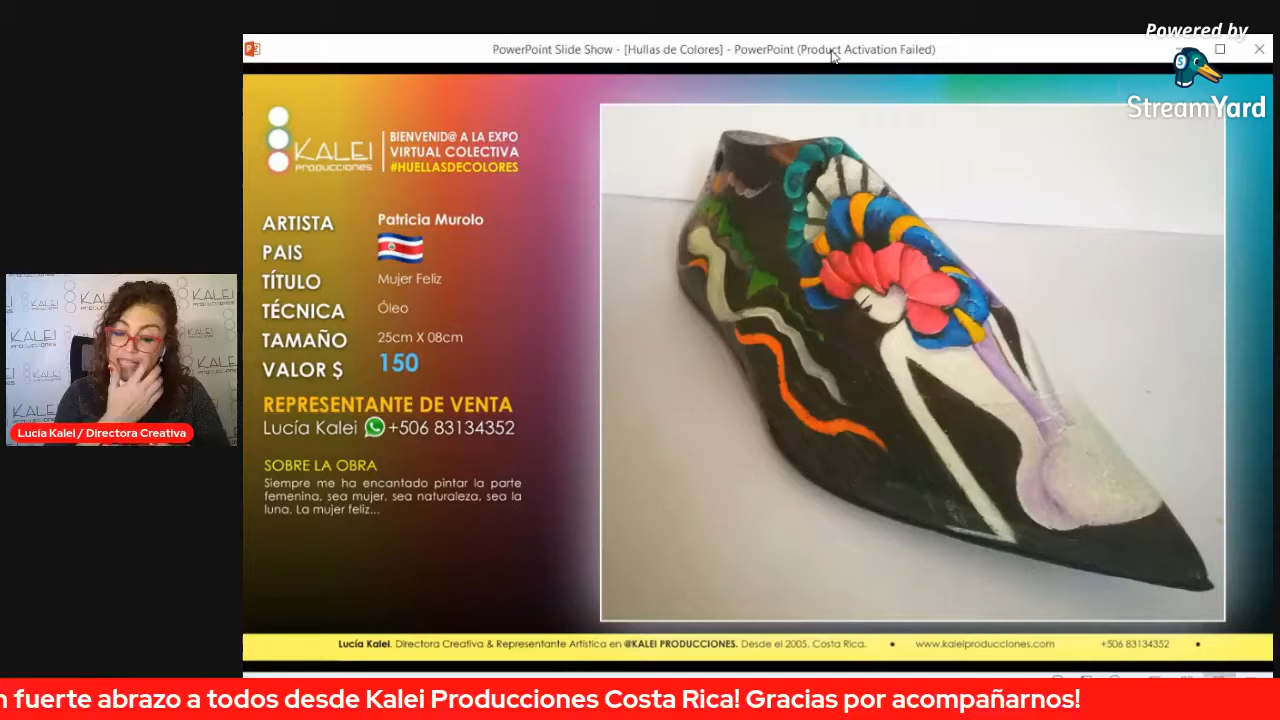 Powered by
StreamYard
PowerPoint Slide Show - [Hullas de Colores] - PowerPoint (Product Activation Failed)
KALEI
PRODUCCIONES
BIENVENID@ A LA EXPO
VIRTUAL COLECTIVA
#HUELLASDECOLORES
ARTISTA Patricia Murolo
PAIS
TÍTULO Mujer Feliz
TÉCNICA Óleo
TAMAÑO 25cm X 08cm
VALOR $ 150
REPRESENTANTE DE VENTA
Lucía Kalei +506 83134352
SOBRE LA OBRA
Siempre me ha encantado pintar la parte
femenina, sea mujer, sea naturaleza, sea la
luna. La mujer feliz...
Lucía Kalei / Directora Creativa
Lucía Kalei. Directora Creativa & Representante Artística en @KALEI PRODUCCIONES. Desde el 2005. Costa Rica. • www.kaleiproducciones.com +506 83134352 •
fuerte abrazo a todos desde Kalei Producciones Costa Rica! Gracias por acompañarnos!